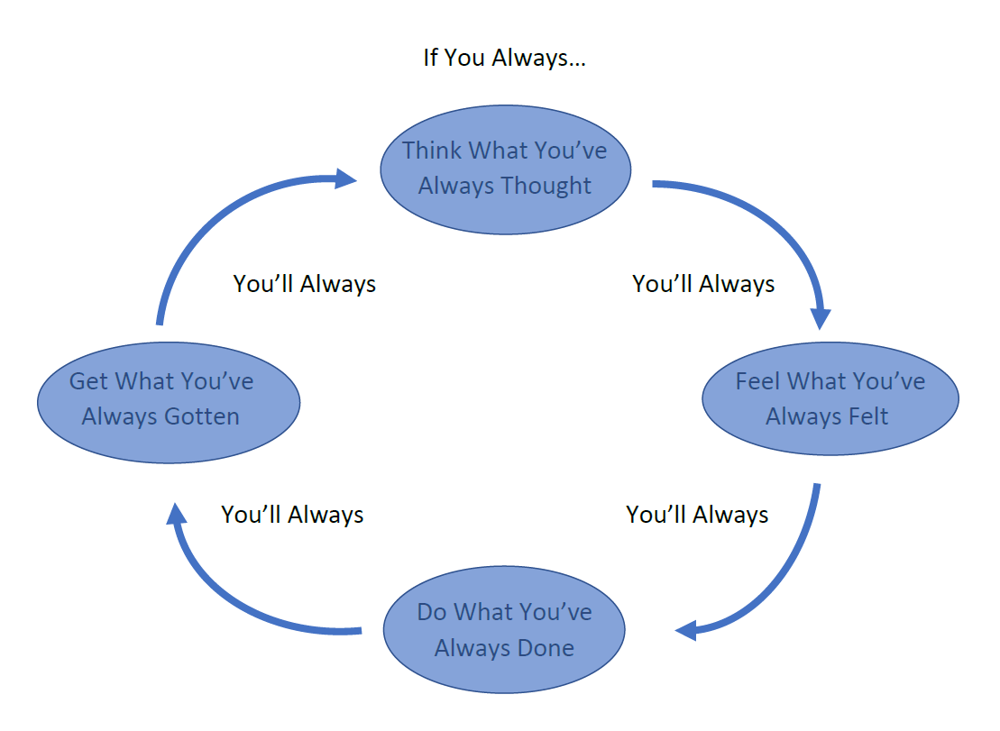 If You Always…
Think What You’ve
Always Thought
You’ll Always
Feel What You’ve
Always Felt
You’ll Always
Do What You’ve
Always Done
You’ll Always
Get What You’ve
Always Gotten
You’ll Always